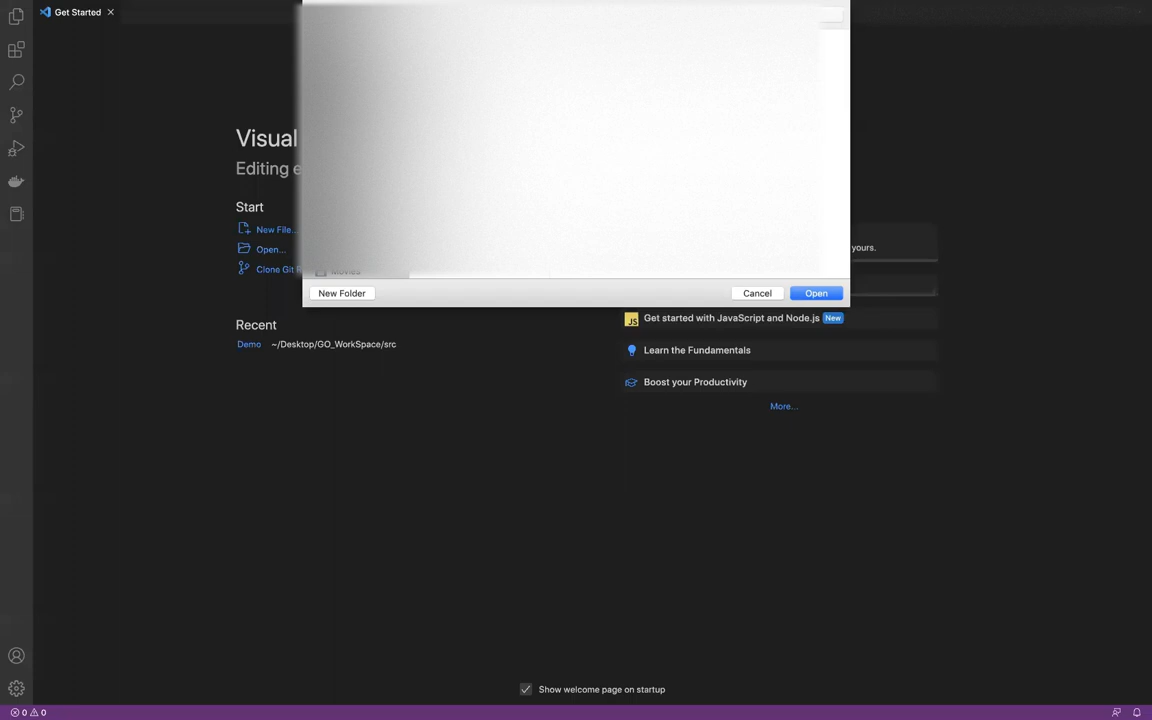 Get Started
Visual
Editing e
Start
New File...
Open...
Clone Git R
Movies
New Folder
Cancel
Open
yours.
Recent
Demo ~/Desktop/GO_WorkSpace/src
JS Get started with JavaScript and Node.js New
Learn the Fundamentals
Boost your Productivity
More...
Show welcome page on startup
0 0